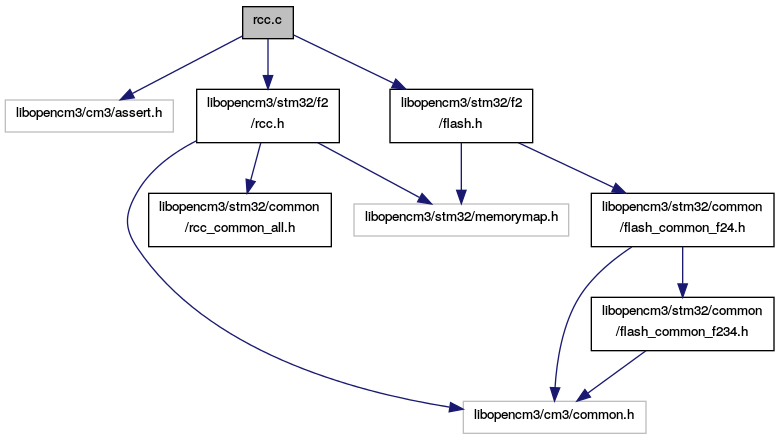 rcc.c
libopencm3/cm3/assert.h
libopencm3/stm32/f2
/rcc.h
libopencm3/stm32/f2
/flash.h
libopencm3/stm32/common
/rcc_common_all.h
libopencm3/stm32/memorymap.h
libopencm3/stm32/common
/flash_common_f24.h
libopencm3/stm32/common
/flash_common_f234.h
libopencm3/cm3/common.h